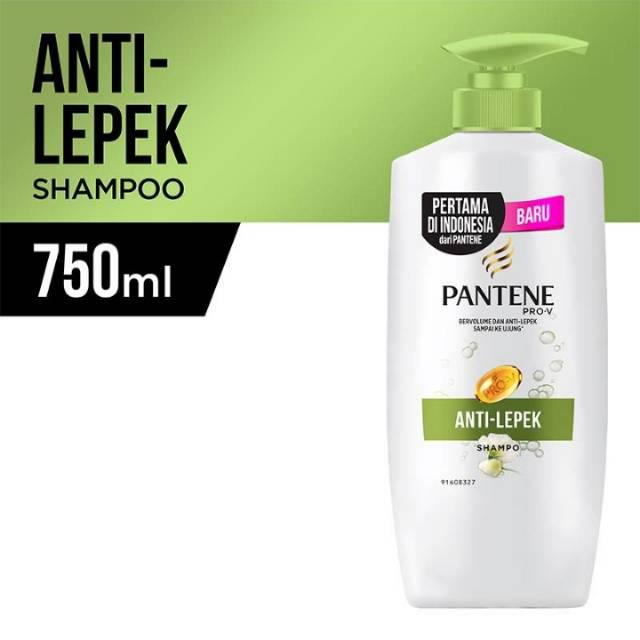 ANTI-
LEPEK
SHAMPOO
750ml
PERTAMA
DI INDONESIA
dari PANTENE
BARU
PANTENE
PRO-V
BERVOLUME DAN ANTI-LEPEK
SAMPAI KE UJUNG*
PRO-V
ANTI-LEPEK
SHAMPO
91608327